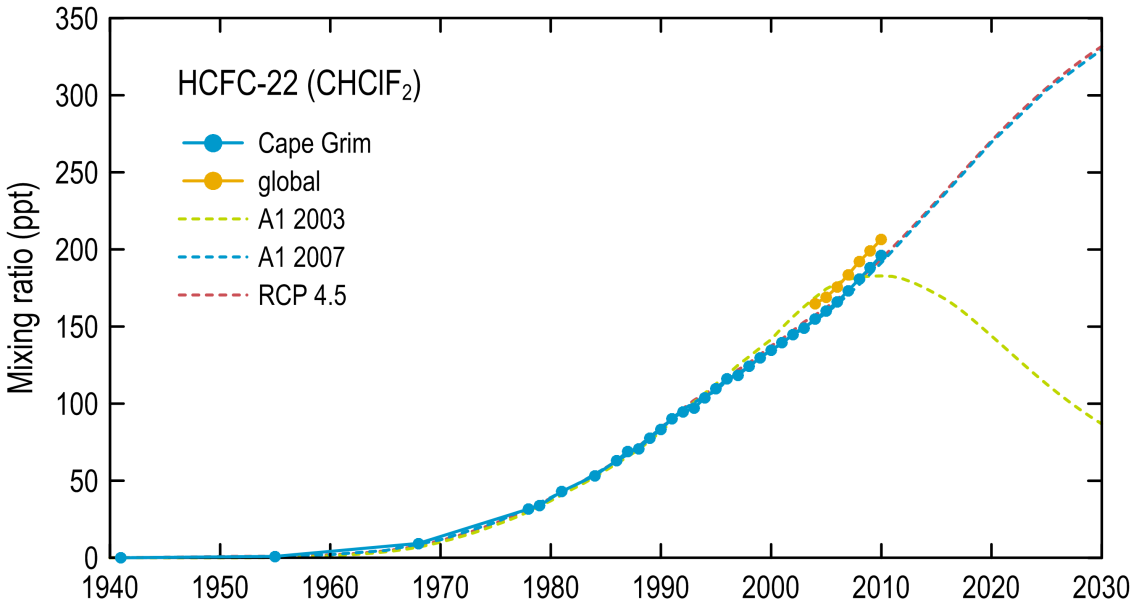 350
300
250
200
150
100
50
0
Mixing ratio (ppt)
HCFC-22 (CHClF₂)
Cape Grim
global
A1 2003
A1 2007
RCP 4.5
1940 1950 1960 1970 1980 1990 2000 2010 2020 2030